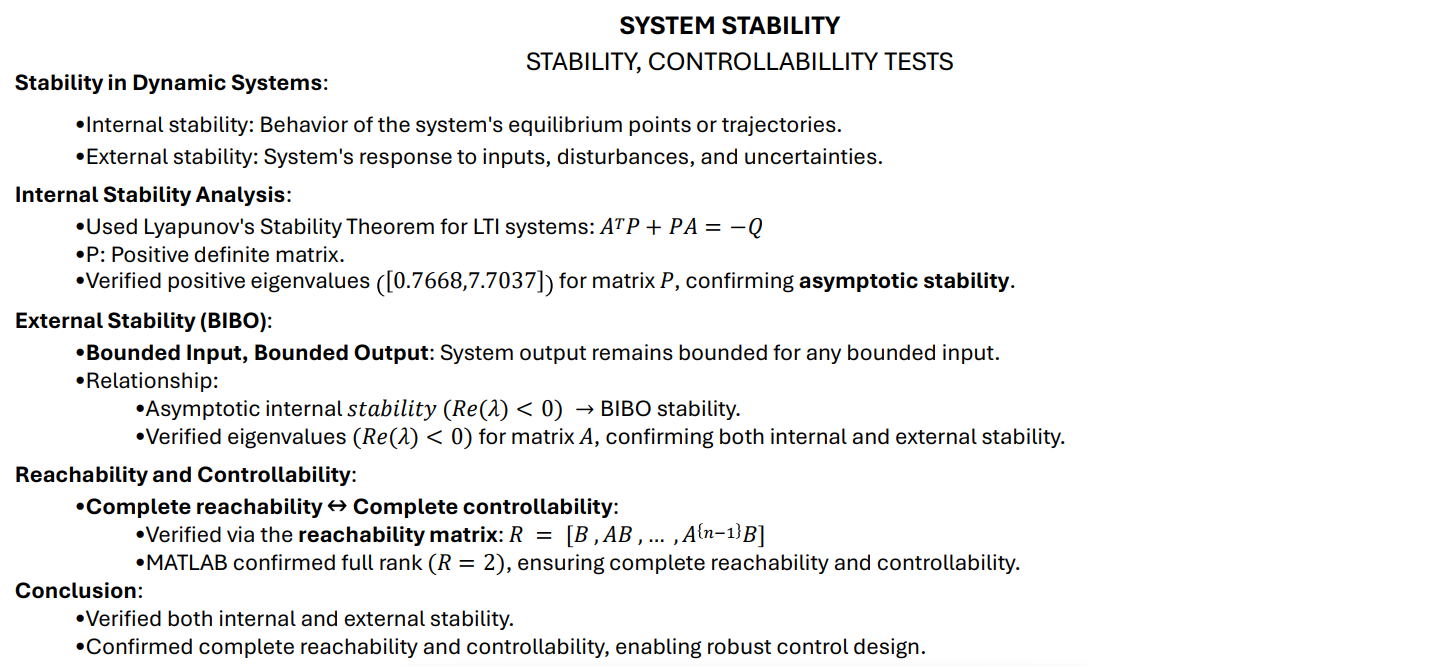 SYSTEM STABILITY
STABILITY, CONTROLLABILLITY TESTS
Stability in Dynamic Systems:
•Internal stability: Behavior of the system's equilibrium points or trajectories.
•External stability: System's response to inputs, disturbances, and uncertainties.
Internal Stability Analysis:
•Used Lyapunov's Stability Theorem for LTI systems: AᵀP + PA = −Q
•P: Positive definite matrix.
•Verified positive eigenvalues ([0.7668,7.7037]) for matrix P, confirming asymptotic stability.
External Stability (BIBO):
•Bounded Input, Bounded Output: System output remains bounded for any bounded input.
•Relationship:
•Asymptotic internal stability (Re(λ) < 0) → BIBO stability.
•Verified eigenvalues (Re(λ) < 0) for matrix A, confirming both internal and external stability.
Reachability and Controllability:
•Complete reachability ↔ Complete controllability:
•Verified via the reachability matrix: R = [B , AB , … , A^{n−1}B]
•MATLAB confirmed full rank (R = 2), ensuring complete reachability and controllability.
Conclusion:
•Verified both internal and external stability.
•Confirmed complete reachability and controllability, enabling robust control design.